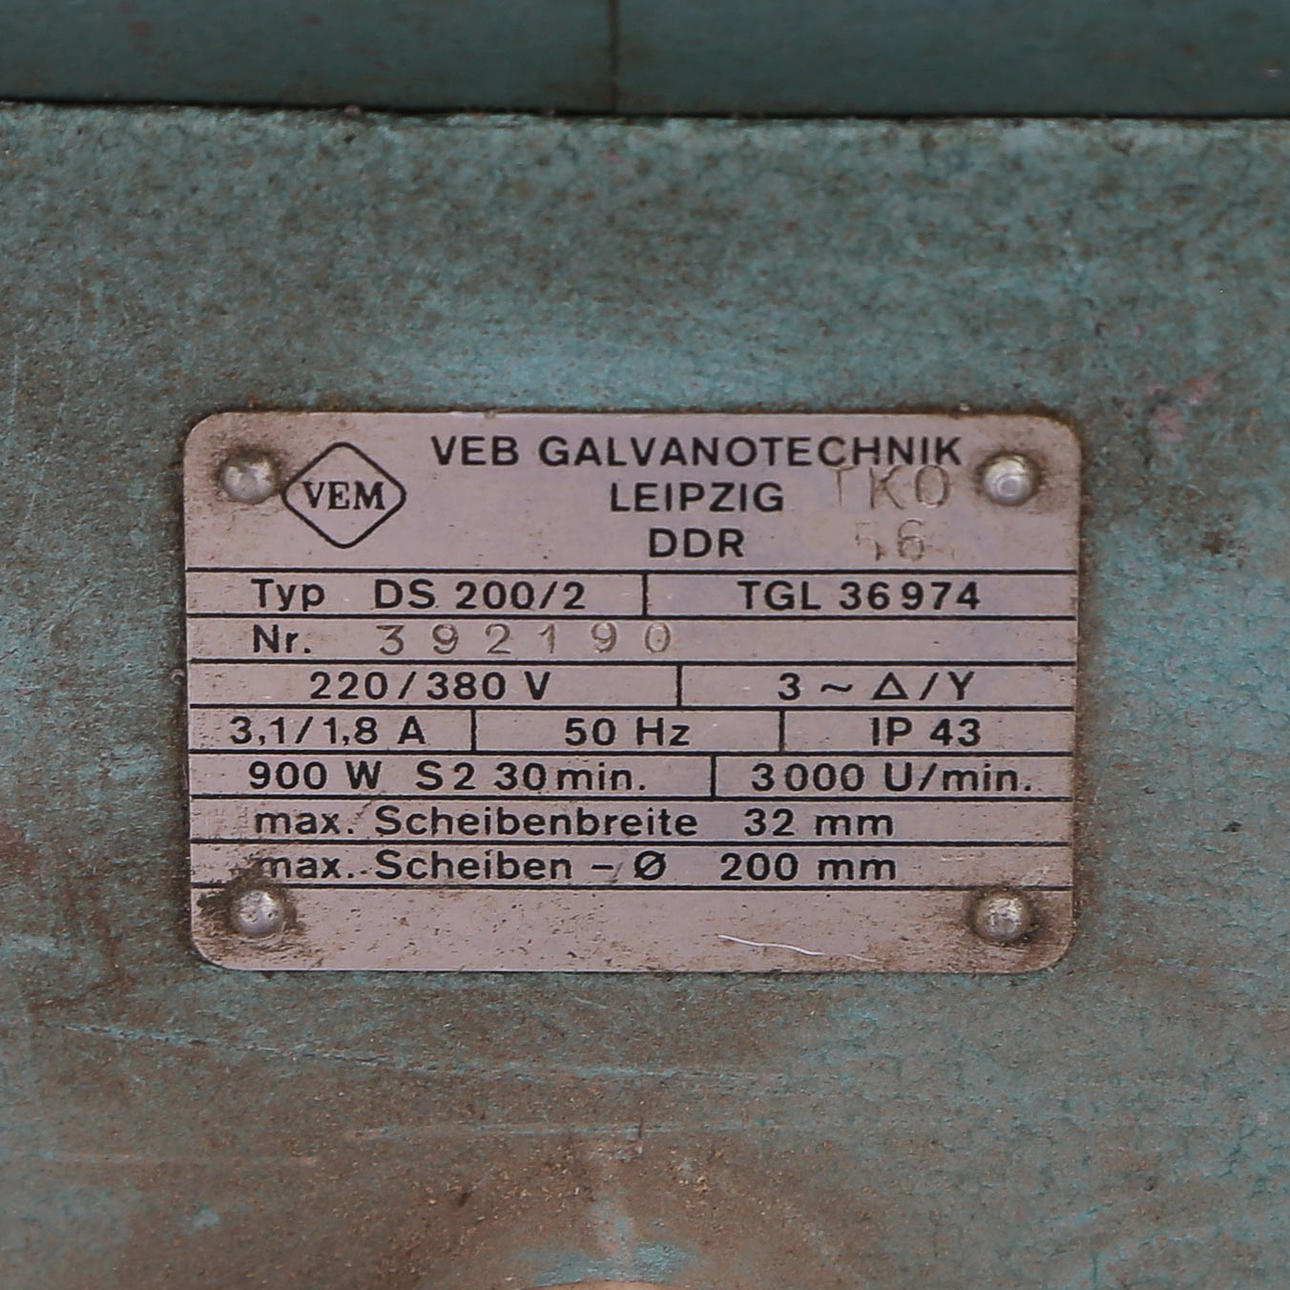 VEM
VEB GALVANOTECHNIK
LEIPZIG TKO
DDR 56
Typ DS 200/2 TGL 36974
Nr. 392190
220/380 V 3 ~ Δ/Y
3,1/1,8 A 50 Hz IP 43
900 W S2 30min. 3000 U/min.
max. Scheibenbreite 32 mm
max. Scheiben - Ø 200 mm